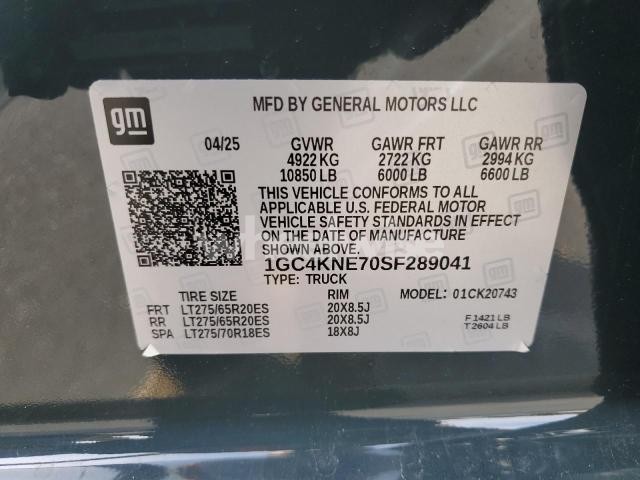 gm
MFD BY GENERAL MOTORS LLC
04/25 GVWR GAWR FRT GAWR RR
4922 KG 2722 KG 2994 KG
10850 LB 6000 LB 6600 LB
THIS VEHICLE CONFORMS TO ALL
APPLICABLE U.S. FEDERAL MOTOR
VEHICLE SAFETY STANDARDS IN EFFECT
ON THE DATE OF MANUFACTURE
SHOWN ABOVE.
1GC4KNE70SF289041
TYPE: TRUCK
TIRE SIZE RIM MODEL: 01CK20743
FRT LT275/65R20ES 20X8.5J
RR LT275/65R20ES 20X8.5J F 1421 LB
SPA LT275/70R18ES 18X8J T 2604 LB